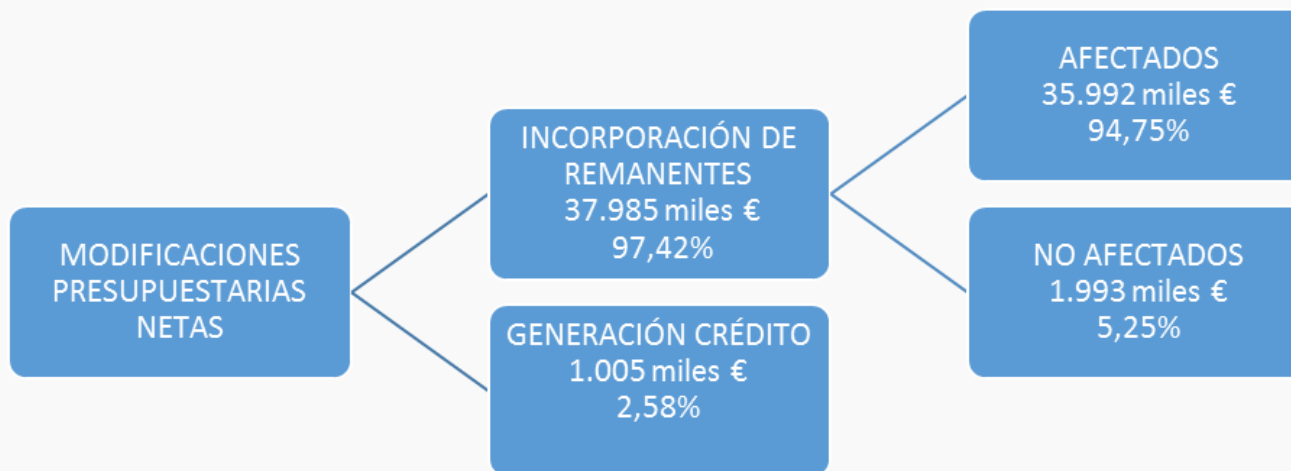 MODIFICACIONES
PRESUPUESTARIAS
NETAS
INCORPORACIÓN DE
REMANENTES
37.985 miles €
97,42%
GENERACIÓN CRÉDITO
1.005 miles €
2,58%
AFECTADOS
35.992 miles €
94,75%
NO AFECTADOS
1.993 miles €
5,25%